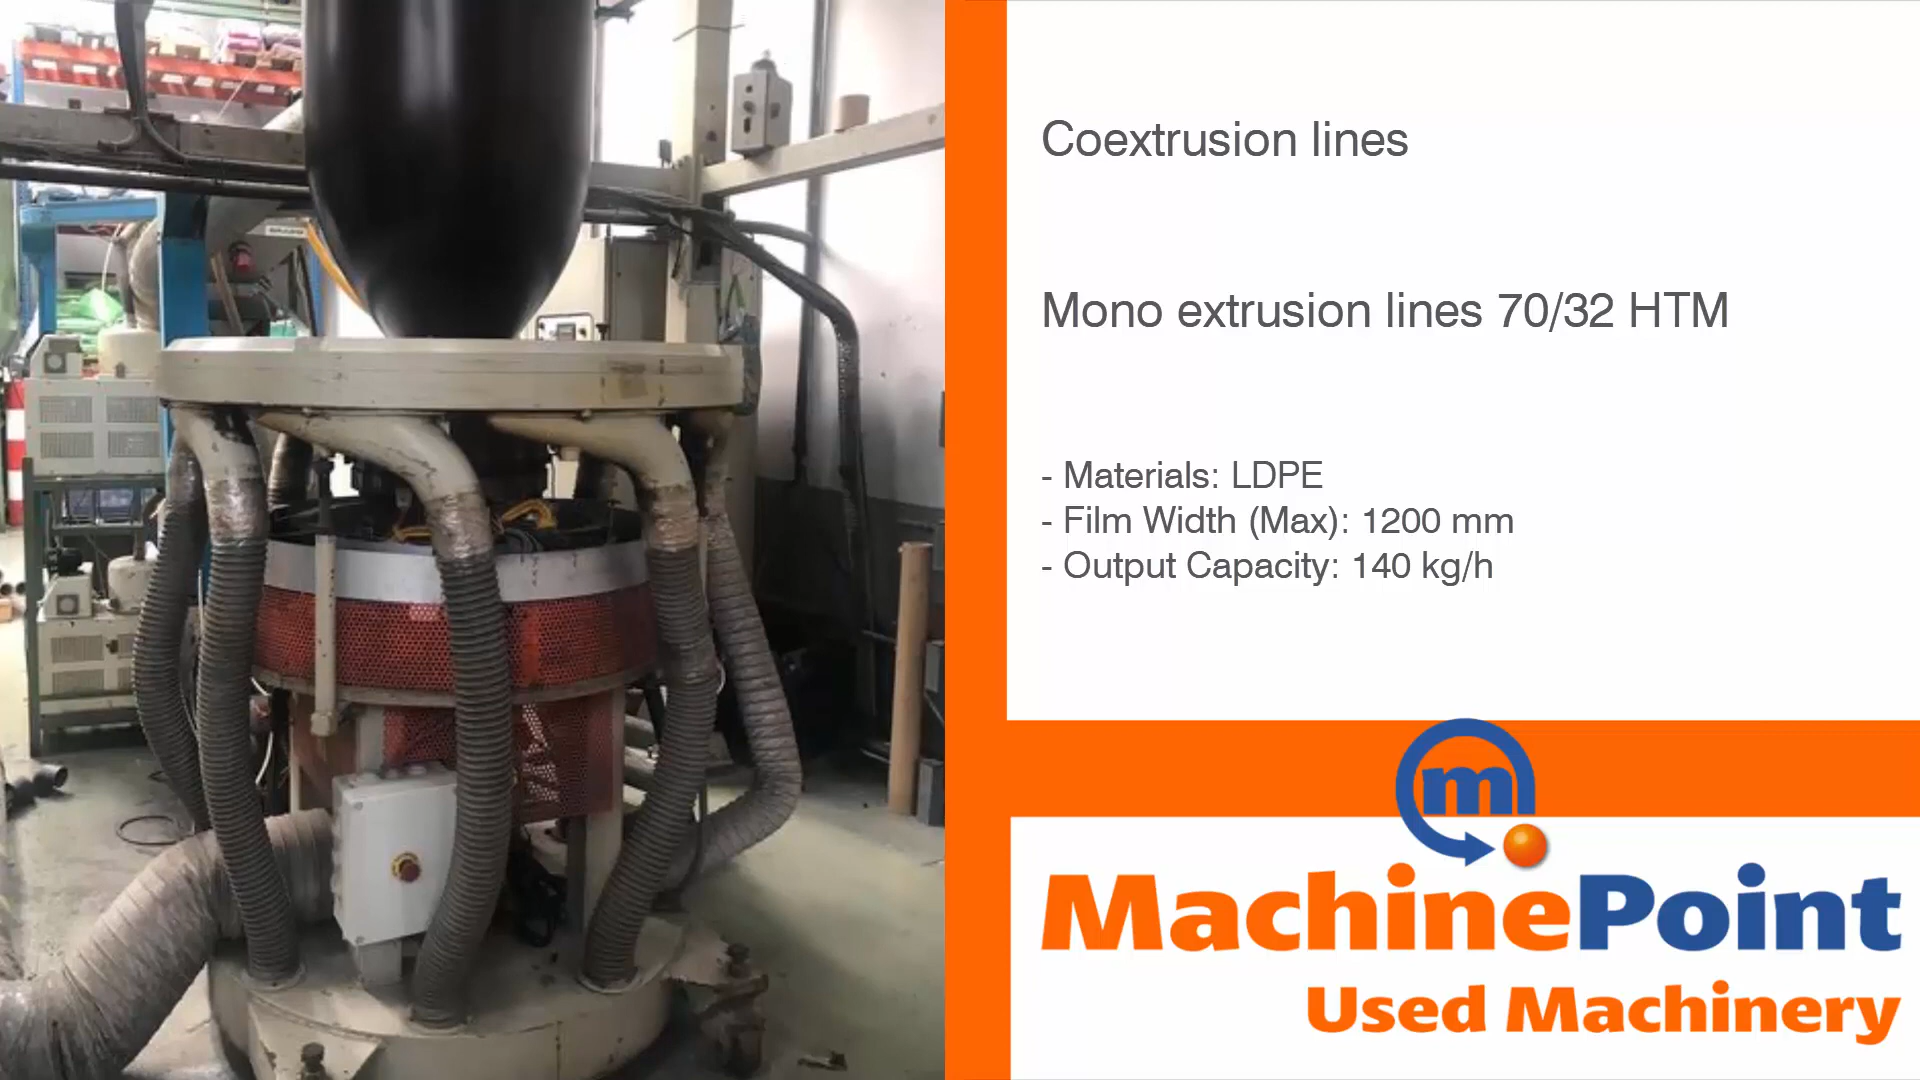 Coextrusion lines
Mono extrusion lines 70/32 HTM
- Materials: LDPE
- Film Width (Max): 1200 mm
- Output Capacity: 140 kg/h
m
MachinePoint
Used Machinery